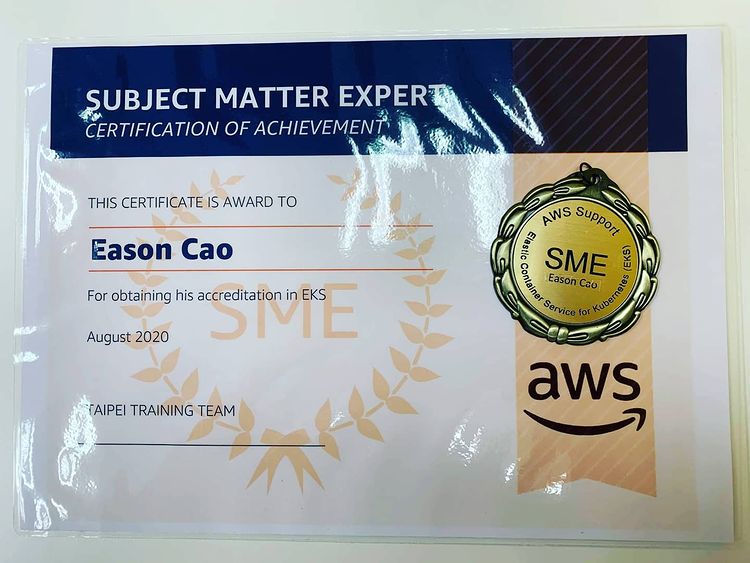 SUBJECT MATTER EXPERT
CERTIFICATION OF ACHIEVEMENT
THIS CERTIFICATE IS AWARD TO
Eason Cao
For obtaining his accreditation in EKS
SME
August 2020
TAIPEI TRAINING TEAM
AWS Support
SME
Eason Cao
Elastic Container Service for Kubernetes (EKS)
aws